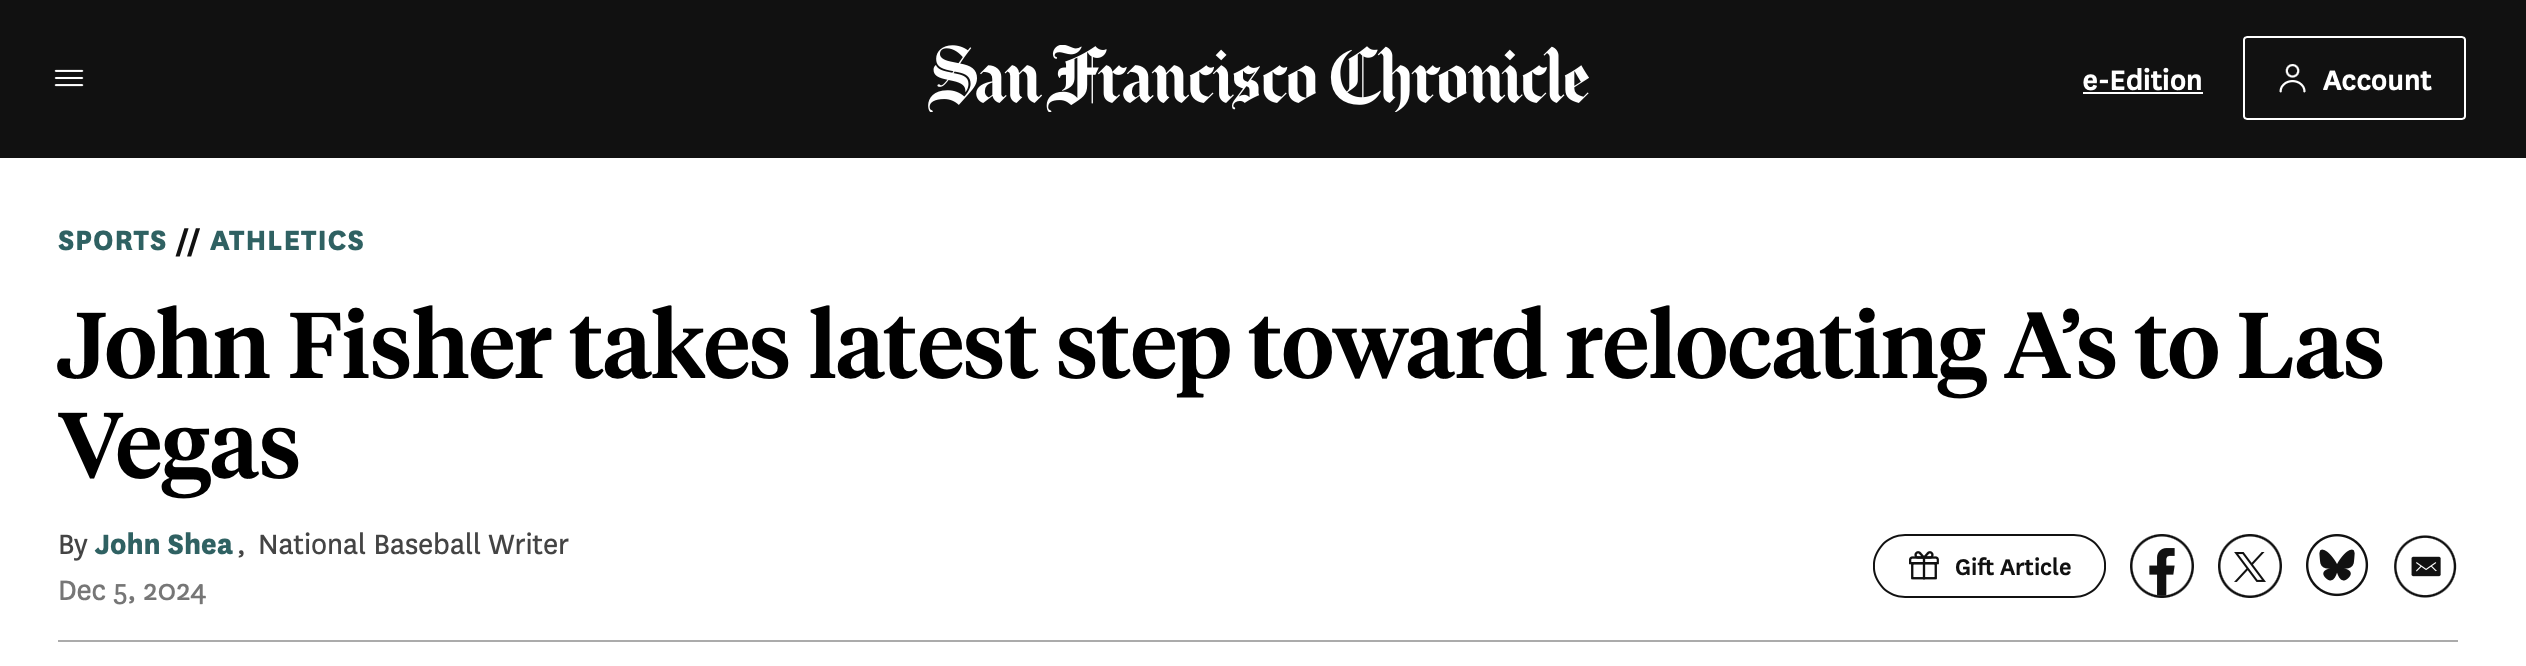 San Francisco Chronicle
e-Edition
Account
SPORTS // ATHLETICS
John Fisher takes latest step toward relocating A’s to Las
Vegas
By John Shea, National Baseball Writer
Dec 5, 2024
Gift Article